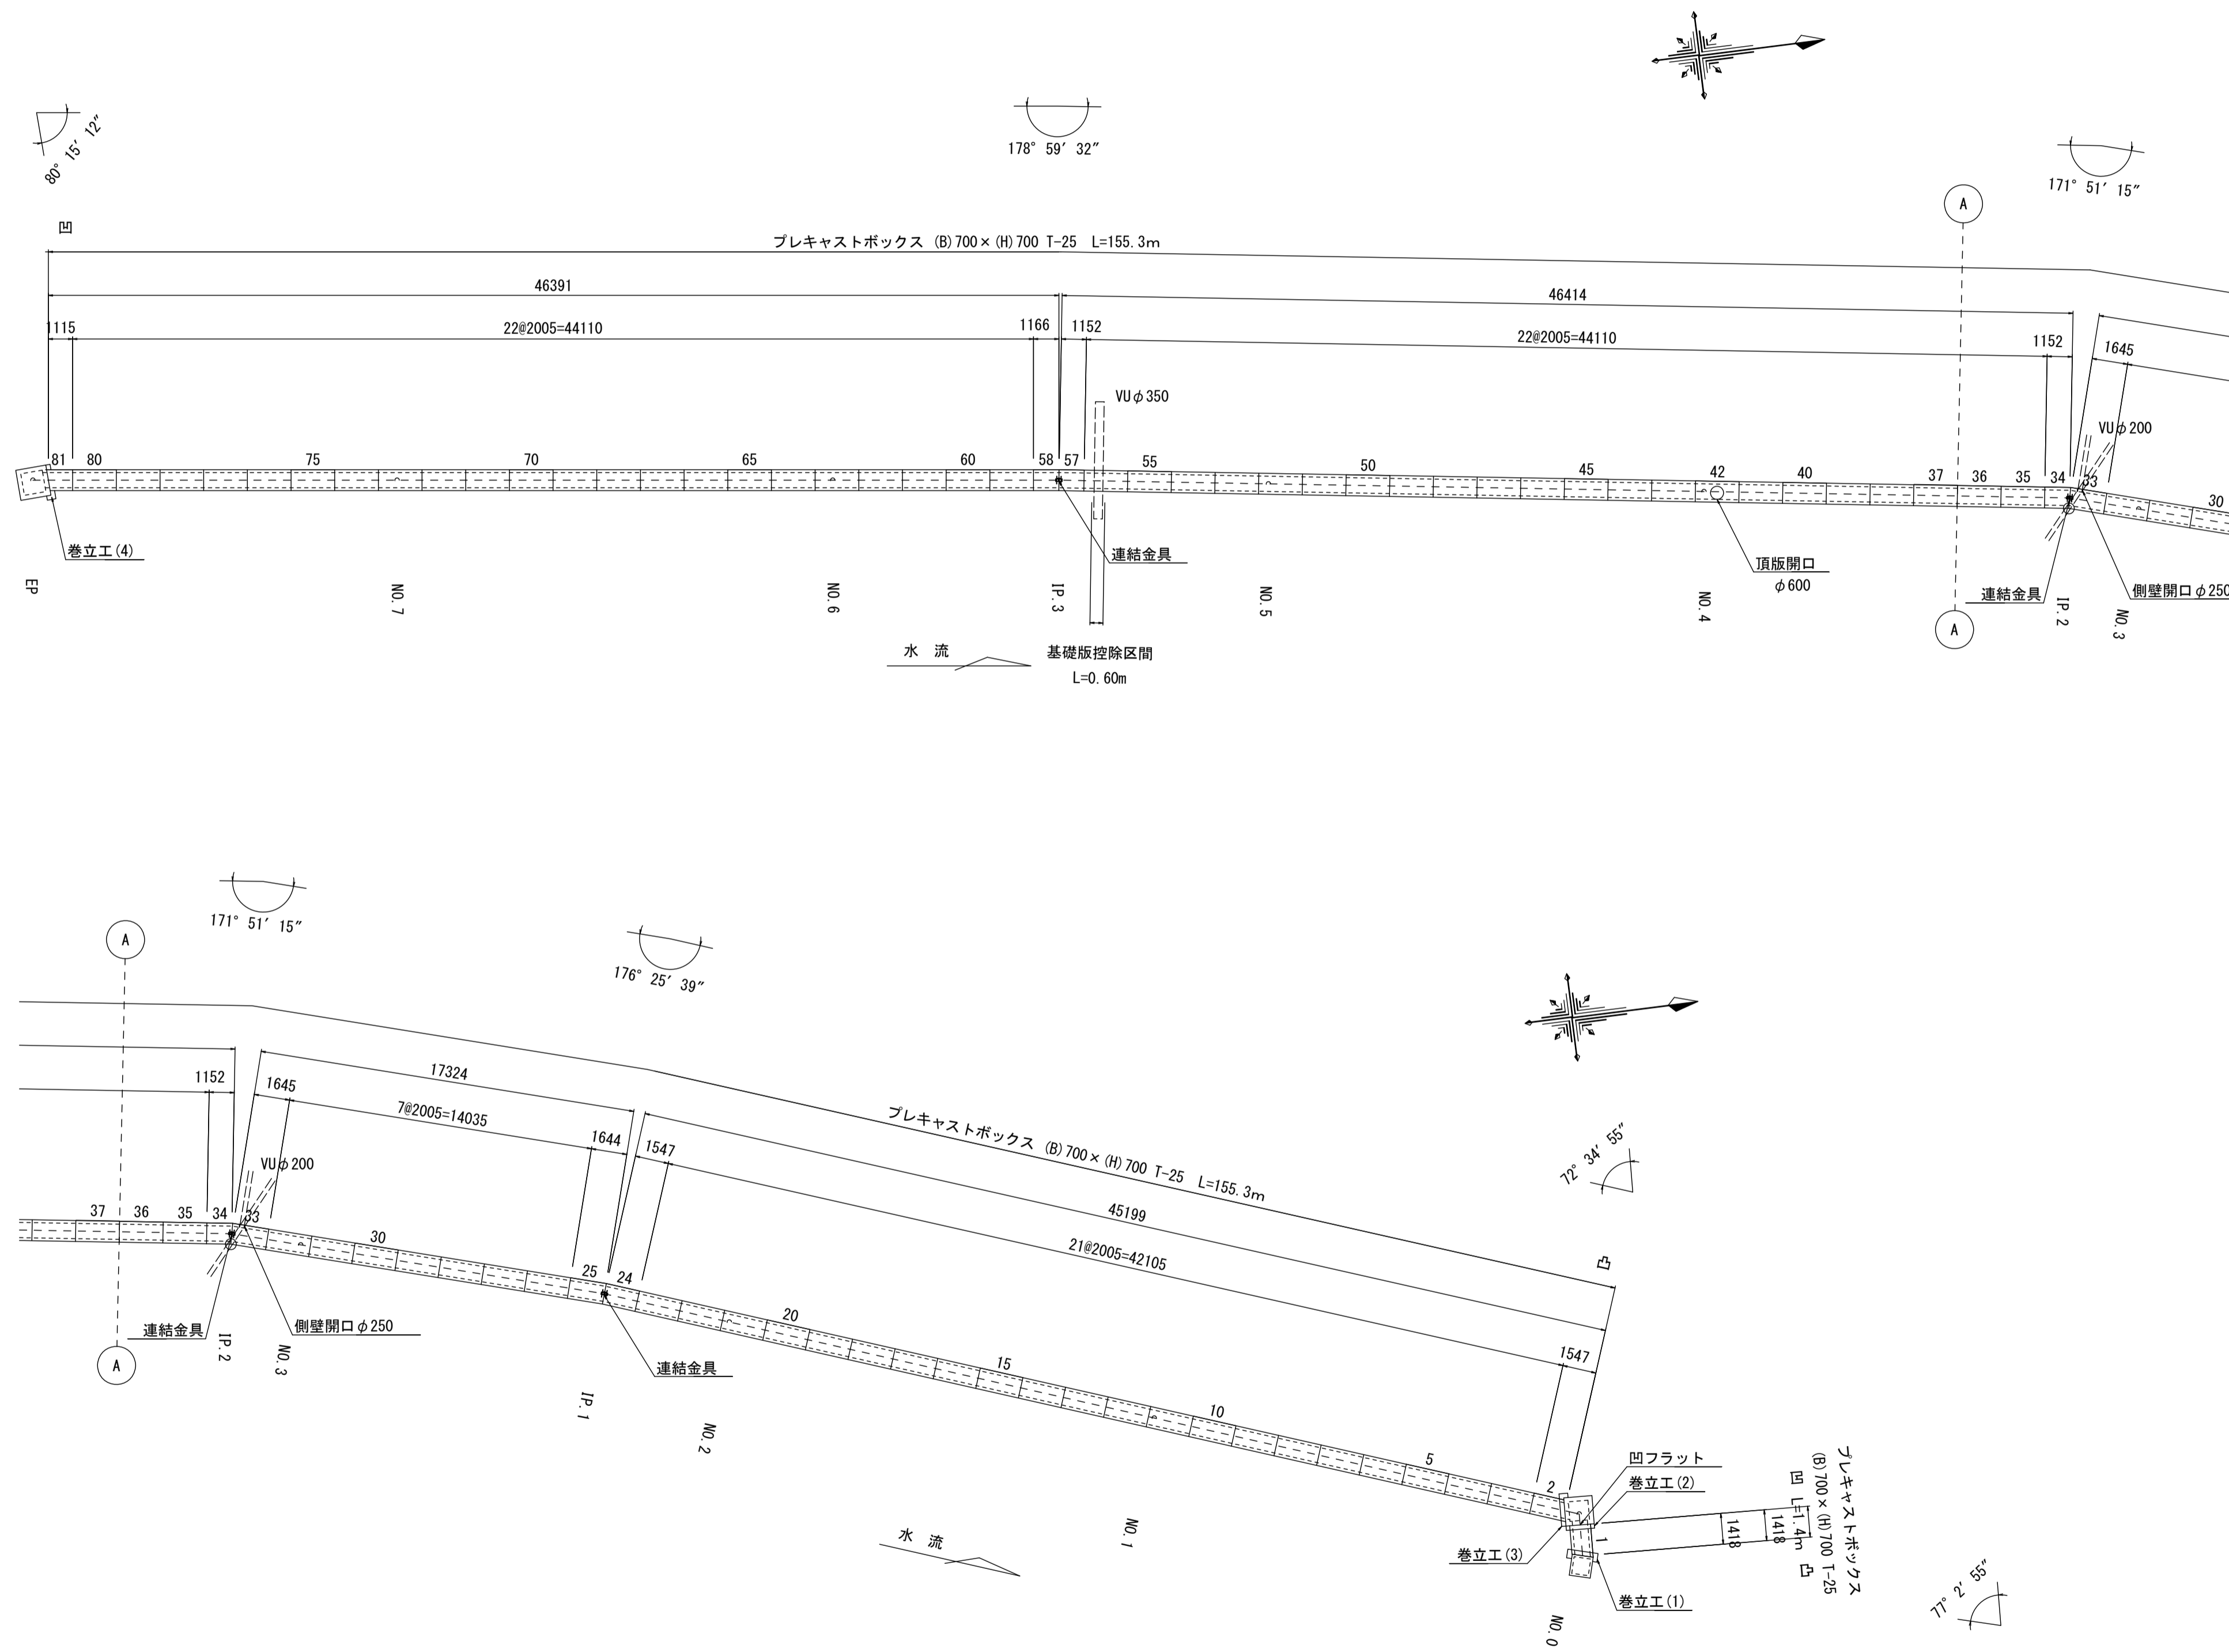 80° 15′ 12″
178° 59′ 32″
171° 51′ 15″
A
凹
プレキャストボックス (B)700×(H)700 T-25 L=155.3m
46391
46414
1115
22@2005=44110
1166
1152
22@2005=44110
1152
1645
VUφ350
VUφ200
81
80
75
70
65
60
58
57
55
50
45
42
40
37
36
35
34
33
30
巻立工(4)
連結金具
頂版開口
φ600
連結金具
側壁開口φ250
EP
NO.7
NO.6
IP.3
NO.5
NO.4
IP.2
NO.3
A
水 流
基礎版控除区間
L=0.60m
171° 51′ 15″
176° 25′ 39″
A
17324
1152
1645
7@2005=14035
1644
1547
プレキャストボックス (B)700×(H)700 T-25 L=155.3m
72° 34′ 55″
45199
21@2005=42105
凸
1547
VUφ200
37
36
35
34
33
30
25
24
20
15
10
5
2
1
連結金具
側壁開口φ250
連結金具
A
IP.2
NO.3
IP.1
NO.2
NO.1
NO.0
凹フラット
巻立工(2)
巻立工(3)
巻立工(1)
1418
1418
プレキャストボックス
(B)700×(H)700 T-25
凹 L=1.4m 凸
水 流
77° 2′ 55″